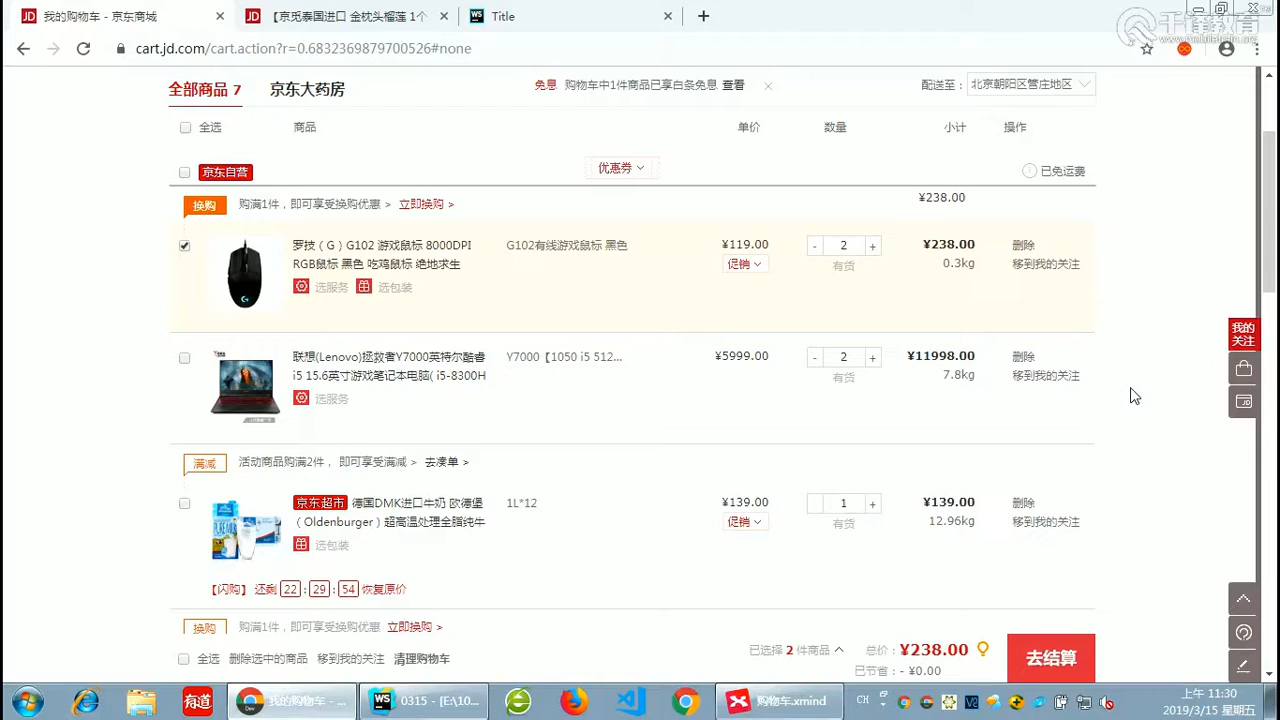 我的购物车 - 京东商城
【京觅泰国进口 金枕头榴莲 1个
Title
千锋教育
www.mobiletrain.org
cart.jd.com/cart.action?r=0.6832369879700526#none
全部商品 7 京东大药房 免息 购物车中1件商品已享白条免息 查看 配送至： 北京朝阳区管庄地区
全选 商品 单价 数量 小计 操作
京东自营 优惠券 已免运费
换购 购满1件，即可享受换购优惠 > 立即换购 > ¥238.00
罗技（G）G102 游戏鼠标 8000DPI G102有线游戏鼠标 黑色 ¥119.00 - 2 + ¥238.00 删除
RGB鼠标 黑色 吃鸡鼠标 绝地求生 促销 有货 0.3kg 移到我的关注
选服务 选包装
我的
关注
联想(Lenovo)拯救者Y7000英特尔酷睿 Y7000【1050 i5 512... ¥5999.00 - 2 + ¥11998.00 删除
i5 15.6英寸游戏笔记本电脑( i5-8300H 有货 7.8kg 移到我的关注
选服务
满减 活动商品购满2件， 即可享受满减 > 去凑单 >
京东超市 德国DMK进口牛奶 欧德堡 1L*12 ¥139.00 1 + ¥139.00 删除
（Oldenburger）超高温处理全脂纯牛 促销 有货 12.96kg 移到我的关注
选包装
【闪购】 还剩 22 : 29 : 54 恢复原价
换购 购满1件，即可享受换购优惠 立即换购 >
全选 删除选中的商品 移到我的关注 清理购物车 已选择 2 件商品 总价： ¥238.00 去结算
已节省： - ¥0.00
有道 我的购物车 - ... 0315 - [E:\10... 购物车.xmind CH 上午 11:30
2019/3/15 星期五